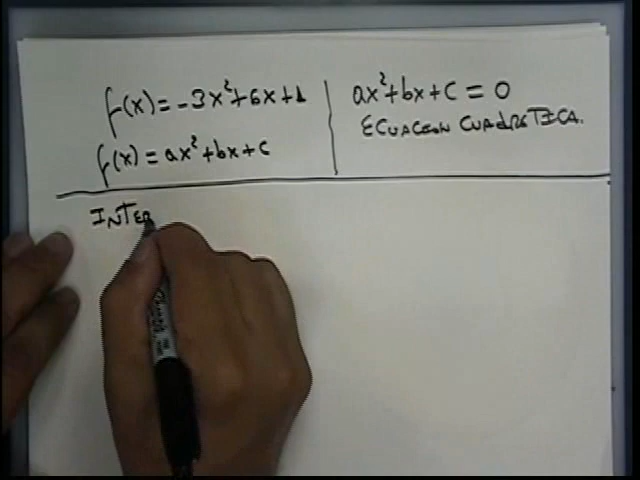 f(x) = -3x²+6x+1
f(x) = ax²+bx+c
ax²+bx+c = 0
ECUACION CUADRATICA.
INTER